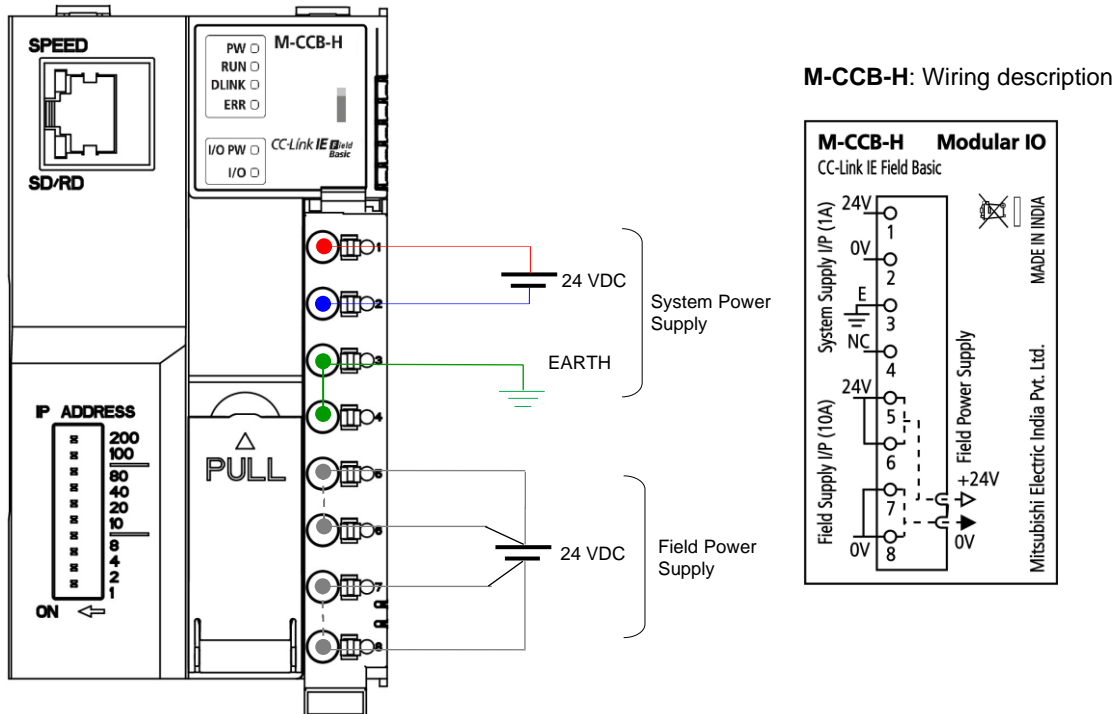 SPEED
SD/RD
PW
RUN
DLINK
ERR
M-CCB-H
I/O PW
I/O
CC-Link IE Field
Basic
1
2
3
4
5
6
7
8
24 VDC
System Power
Supply
EARTH
24 VDC
Field Power
Supply
IP ADDRESS
200
100
80
40
20
10
8
4
2
1
ON
PULL
M-CCB-H: Wiring description
M-CCB-H Modular IO
CC-Link IE Field Basic
System Supply I/P (1A)
24V
1
0V
2
E
3
NC
4
Field Supply I/P (10A)
24V
5
6
7
0V
8
Field Power Supply
+24V
0V
MADE IN INDIA
Mitsubishi Electric India Pvt. Ltd.